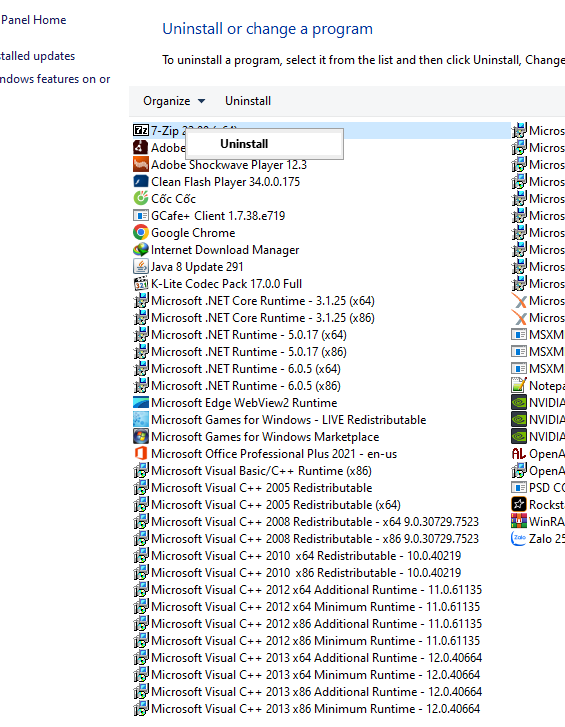 Panel Home
Uninstall or change a program
stalled updates
To uninstall a program, select it from the list and then click Uninstall, Change
ndows features on or
Organize
Uninstall
7-Zip
Uninstall
Adobe
Adobe Shockwave Player 12.3
Clean Flash Player 34.0.0.175
Cốc Cốc
GCafe+ Client 1.7.38.e719
Google Chrome
Internet Download Manager
Java 8 Update 291
K-Lite Codec Pack 17.0.0 Full
Microsoft .NET Core Runtime - 3.1.25 (x64)
Microsoft .NET Core Runtime - 3.1.25 (x86)
Microsoft .NET Runtime - 5.0.17 (x64)
Microsoft .NET Runtime - 5.0.17 (x86)
Microsoft .NET Runtime - 6.0.5 (x64)
Microsoft .NET Runtime - 6.0.5 (x86)
Microsoft Edge WebView2 Runtime
Microsoft Games for Windows - LIVE Redistributable
Microsoft Games for Windows Marketplace
Microsoft Office Professional Plus 2021 - en-us
Microsoft Visual Basic/C++ Runtime (x86)
Microsoft Visual C++ 2005 Redistributable
Microsoft Visual C++ 2005 Redistributable (x64)
Microsoft Visual C++ 2008 Redistributable - x64 9.0.30729.7523
Microsoft Visual C++ 2008 Redistributable - x86 9.0.30729.7523
Microsoft Visual C++ 2010  x64 Redistributable - 10.0.40219
Microsoft Visual C++ 2010  x86 Redistributable - 10.0.40219
Microsoft Visual C++ 2012 x64 Additional Runtime - 11.0.61135
Microsoft Visual C++ 2012 x64 Minimum Runtime - 11.0.61135
Microsoft Visual C++ 2012 x86 Additional Runtime - 11.0.61135
Microsoft Visual C++ 2012 x86 Minimum Runtime - 11.0.61135
Microsoft Visual C++ 2013 x64 Additional Runtime - 12.0.40664
Microsoft Visual C++ 2013 x64 Minimum Runtime - 12.0.40664
Microsoft Visual C++ 2013 x86 Additional Runtime - 12.0.40664
Microsoft Visual C++ 2013 x86 Minimum Runtime - 12.0.40664
Micros
Micros
Micros
Micros
Micros
Micros
Micros
Micros
Micros
Micros
Micros
Micros
MSXM
MSXM
MSXM
Notepa
NVIDIA
NVIDIA
NVIDIA
OpenA
OpenA
PSD CO
Rocksta
WinRA
Zalo 25